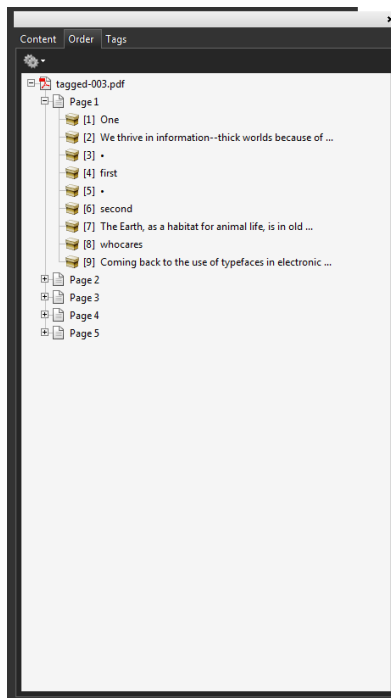 Content Order Tags
tagged-003.pdf
Page 1
[1] One
[2] We thrive in information--thick worlds because of ...
[3] •
[4] first
[5] •
[6] second
[7] The Earth, as a habitat for animal life, is in old ...
[8] whocares
[9] Coming back to the use of typefaces in electronic ...
Page 2
Page 3
Page 4
Page 5